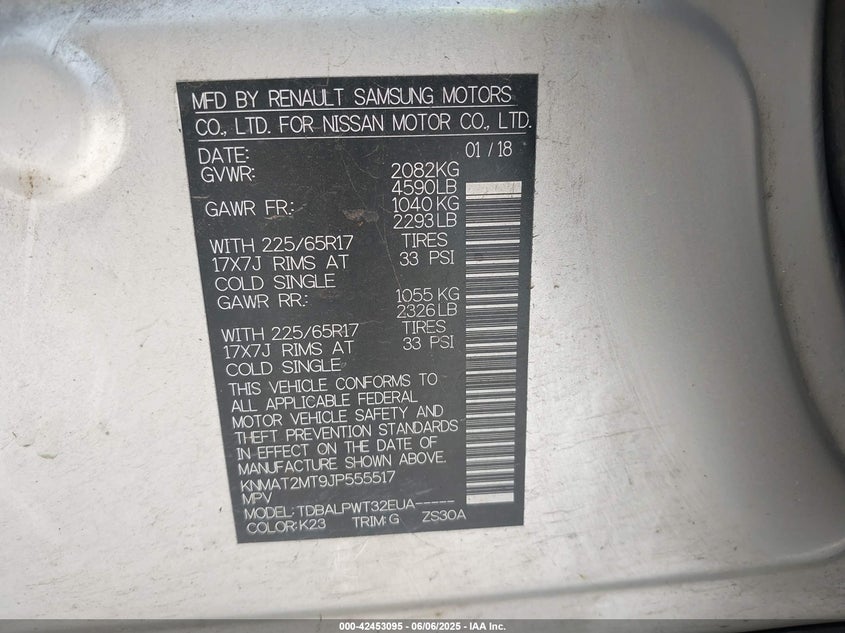 MFD BY RENAULT SAMSUNG MOTORS
CO., LTD. FOR NISSAN MOTOR CO., LTD.
DATE: 01 / 18
GVWR: 2082KG
4590LB
GAWR FR.: 1040 KG
2293LB
WITH 225/65R17 TIRES
17X7J RIMS AT 33 PSI
COLD SINGLE
GAWR RR.: 1055 KG
2326LB
WITH 225/65R17 TIRES
17X7J RIMS AT 33 PSI
COLD SINGLE
THIS VEHICLE CONFORMS TO
ALL APPLICABLE FEDERAL
MOTOR VEHICLE SAFETY AND
THEFT PREVENTION STANDARDS
IN EFFECT ON THE DATE OF
MANUFACTURE SHOWN ABOVE.
KNMAT2MT9JP555517
MPV
MODEL: TDBALPWT32EUA-----
COLOR: K23 TRIM: G ZS30A
000-42453095 - 06/06/2025 - IAA Inc.